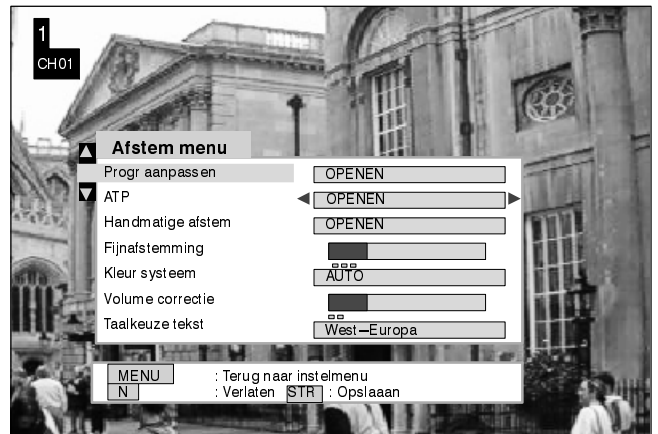 1
CH01
Afstem menu
Progr aanpassen OPENEN
ATP OPENEN
Handmatige afstem OPENEN
Fijnafstemming
Kleur systeem AUTO
Volume correctie
Taalkeuze tekst West–Europa
MENU : Terug naar instelmenu
N : Verlaten STR : Opslaaan